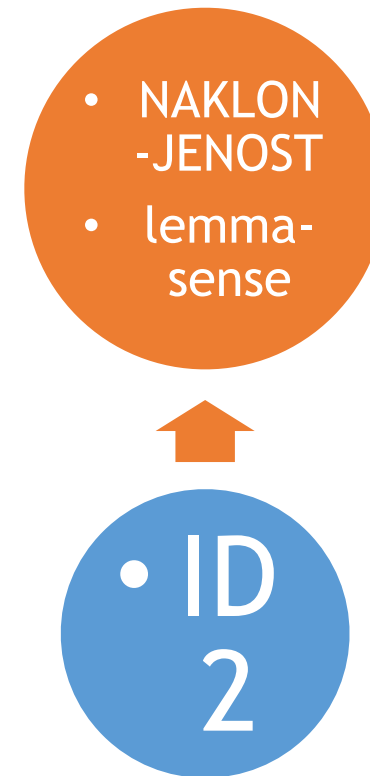 • NAKLON
-JENOST
• lemma-
sense
• ID
2